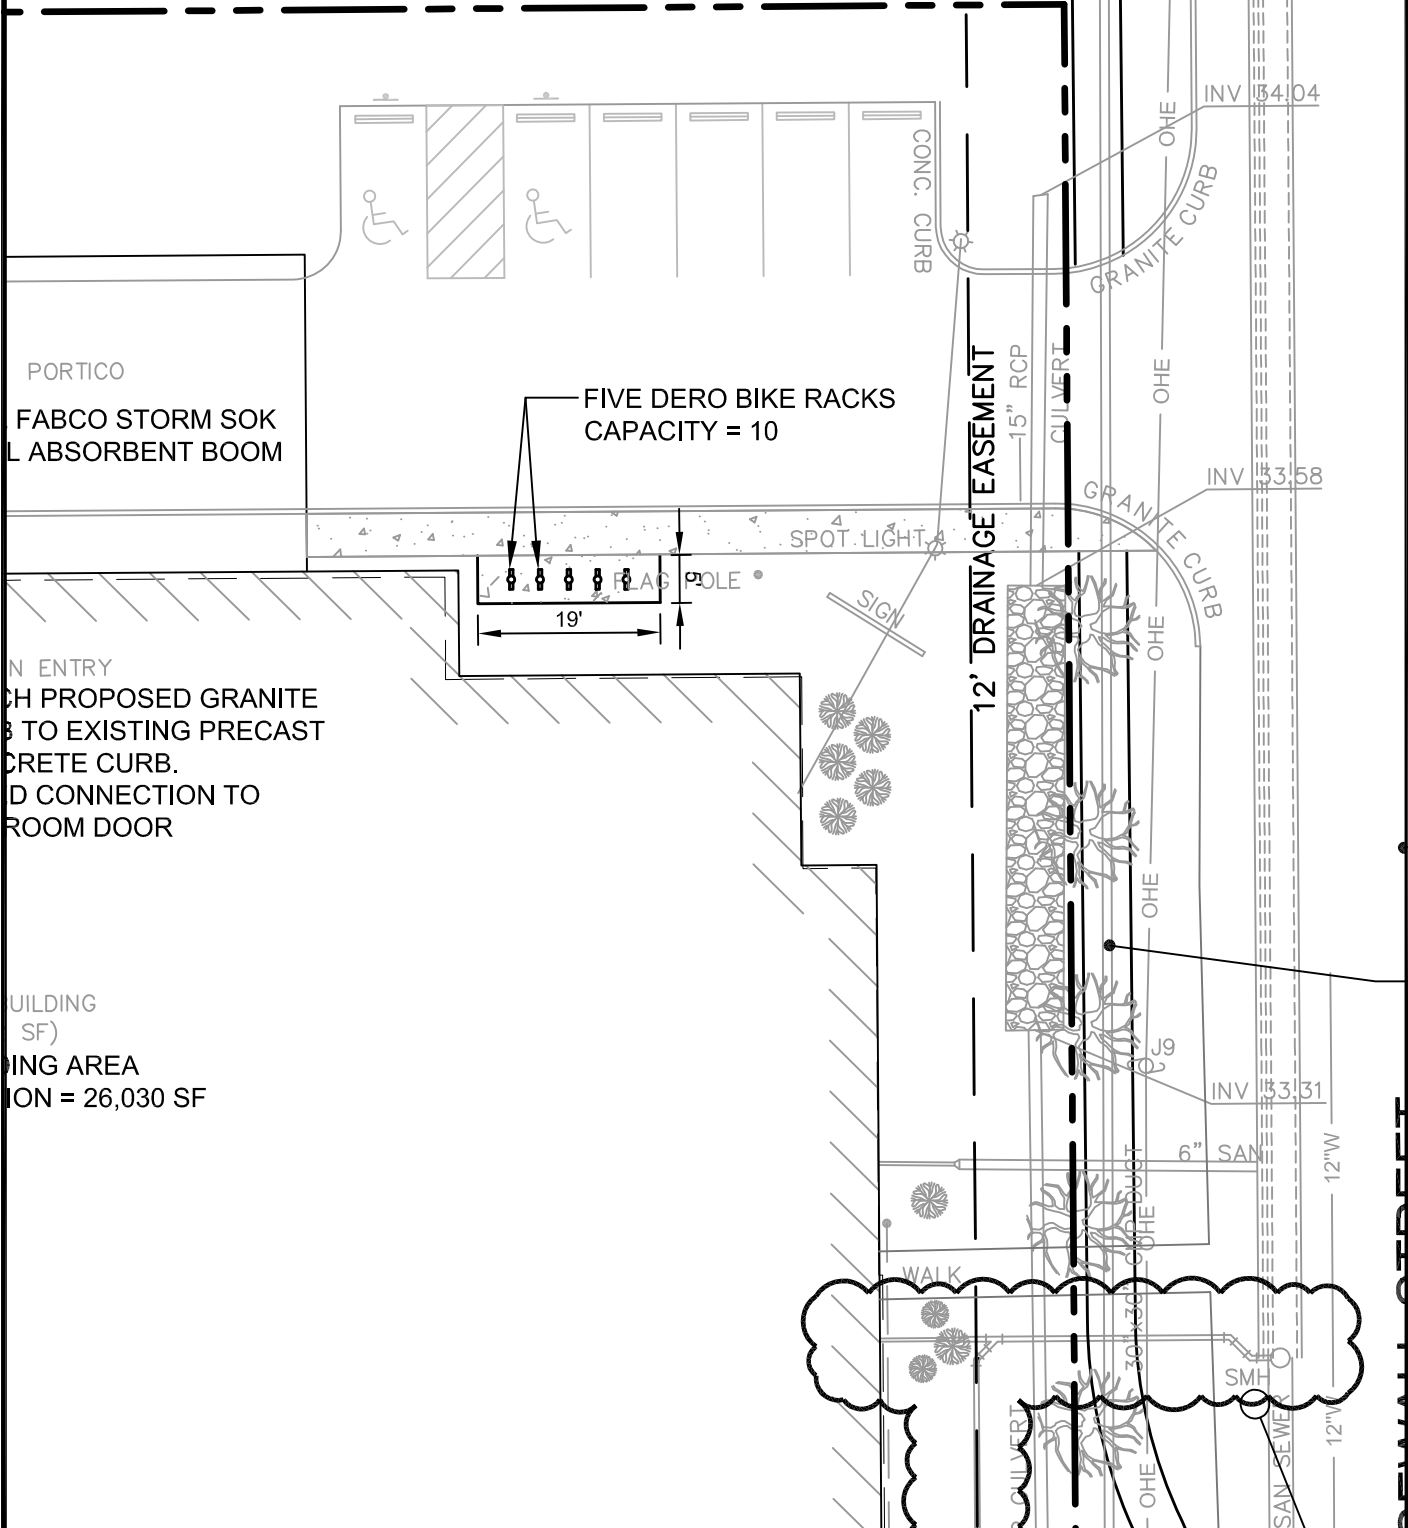 INV 34.04
CONC. CURB
GRANITE CURB
OHE
OHE
PORTICO
FABCO STORM SOK
L ABSORBENT BOOM
FIVE DERO BIKE RACKS
CAPACITY = 10
12' DRAINAGE EASEMENT
15" RCP
CULVERT
INV 33.58
GRANITE CURB
SPOT LIGHT
FLAG POLE
5'
19'
SIGN
OHE
N ENTRY
CH PROPOSED GRANITE
B TO EXISTING PRECAST
CRETE CURB.
D CONNECTION TO
ROOM DOOR
OHE
UILDING
SF)
DING AREA
ION = 26,030 SF
J9
INV 33.31
6" SAN
12"W
OHE
30"x30" DUCT
WALK
SMH
12"W
SAN SEWER
CULVERT
OHE
STREET